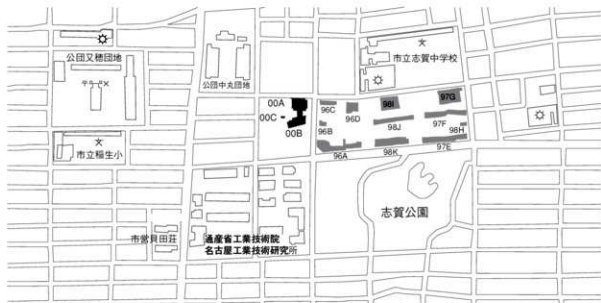 公団又穂団地
公団中丸団地
市立志賀中学校
00A
00C
00B
96C
96D
98I
97G
96B
98J
97F
98H
96A
98K
97E
市立稲生小
志賀公園
市営貝田荘
通産省工業技術院
名古屋工業技術研究所